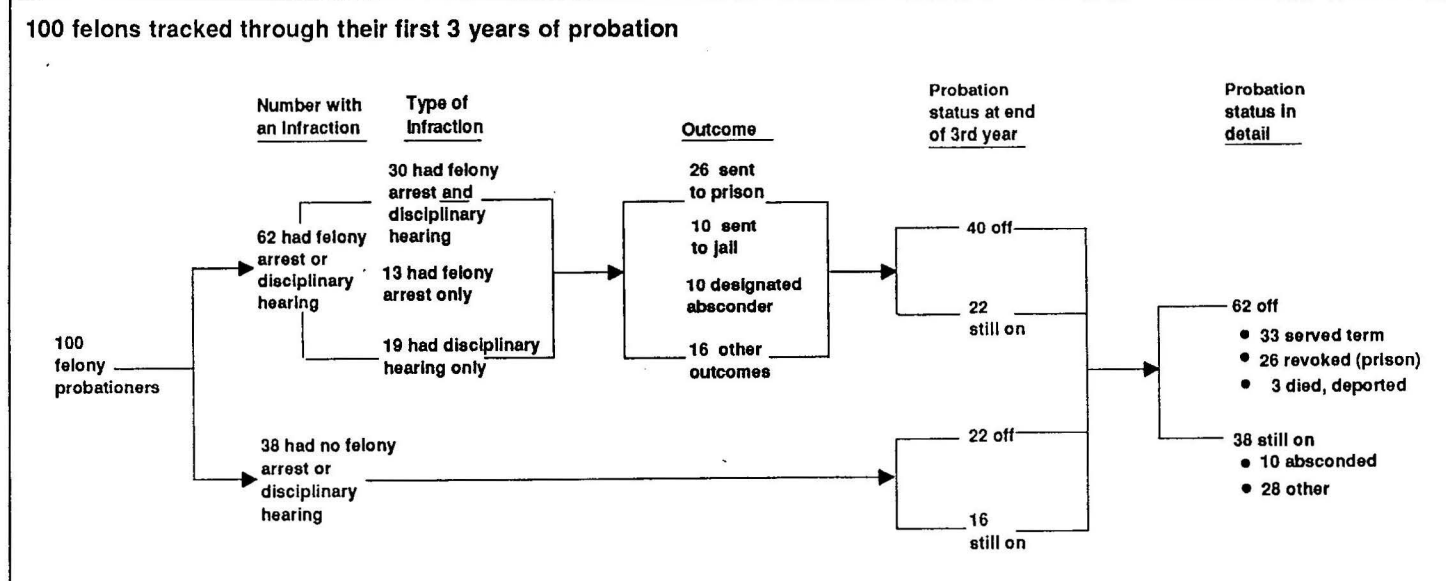 100 felons tracked through their first 3 years of probation
Number with
an Infraction
Type of
Infraction
Outcome
Probation
status at end
of 3rd year
Probation
status in
detail
100
felony
probationers
62 had felony
arrest or
disciplinary
hearing
30 had felony
arrest and
disciplinary
hearing
13 had felony
arrest only
19 had disciplinary
hearing only
26 sent
to prison
10 sent
to jail
10 designated
absconder
16 other
outcomes
40 off
22
still on
38 had no felony
arrest or
disciplinary
hearing
22 off
16
still on
62 off
• 33 served term
• 26 revoked (prison)
• 3 died, deported
38 still on
• 10 absconded
• 28 other